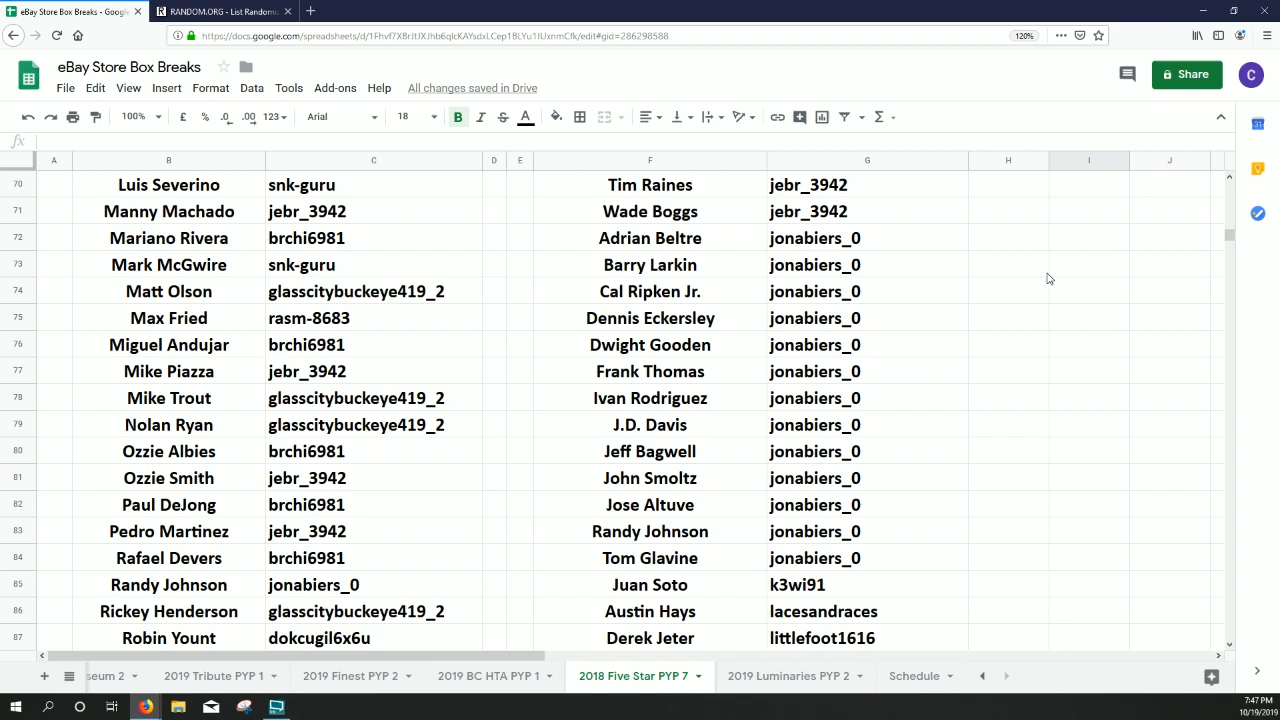 eBay Store Box Breaks - Google
RANDOM.ORG - List Randomi
https://docs.google.com/spreadsheets/d/1Fhvf7XBrJtJXJhb6qlcKAYsdxLCep1BLYu1IUxnmCfk/edit#gid=286298588
120%
eBay Store Box Breaks
File Edit View Insert Format Data Tools Add-ons Help All changes saved in Drive
Share
C
100% £ % .0 .00 123 Arial 18 B I S A Σ
fx
A B C D E F G H I J
70 Luis Severino snk-guru Tim Raines jebr_3942
71 Manny Machado jebr_3942 Wade Boggs jebr_3942
72 Mariano Rivera brchi6981 Adrian Beltre jonabiers_0
73 Mark McGwire snk-guru Barry Larkin jonabiers_0
74 Matt Olson glasscitybuckeye419_2 Cal Ripken Jr. jonabiers_0
75 Max Fried rasm-8683 Dennis Eckersley jonabiers_0
76 Miguel Andujar brchi6981 Dwight Gooden jonabiers_0
77 Mike Piazza jebr_3942 Frank Thomas jonabiers_0
78 Mike Trout glasscitybuckeye419_2 Ivan Rodriguez jonabiers_0
79 Nolan Ryan glasscitybuckeye419_2 J.D. Davis jonabiers_0
80 Ozzie Albies brchi6981 Jeff Bagwell jonabiers_0
81 Ozzie Smith jebr_3942 John Smoltz jonabiers_0
82 Paul DeJong brchi6981 Jose Altuve jonabiers_0
83 Pedro Martinez jebr_3942 Randy Johnson jonabiers_0
84 Rafael Devers brchi6981 Tom Glavine jonabiers_0
85 Randy Johnson jonabiers_0 Juan Soto k3wi91
86 Rickey Henderson glasscitybuckeye419_2 Austin Hays lacesandraces
87 Robin Yount dokcugil6x6u Derek Jeter littlefoot1616
seum 2 2019 Tribute PYP 1 2019 Finest PYP 2 2019 BC HTA PYP 1 2018 Five Star PYP 7 2019 Luminaries PYP 2 Schedule
7:47 PM
10/19/2019